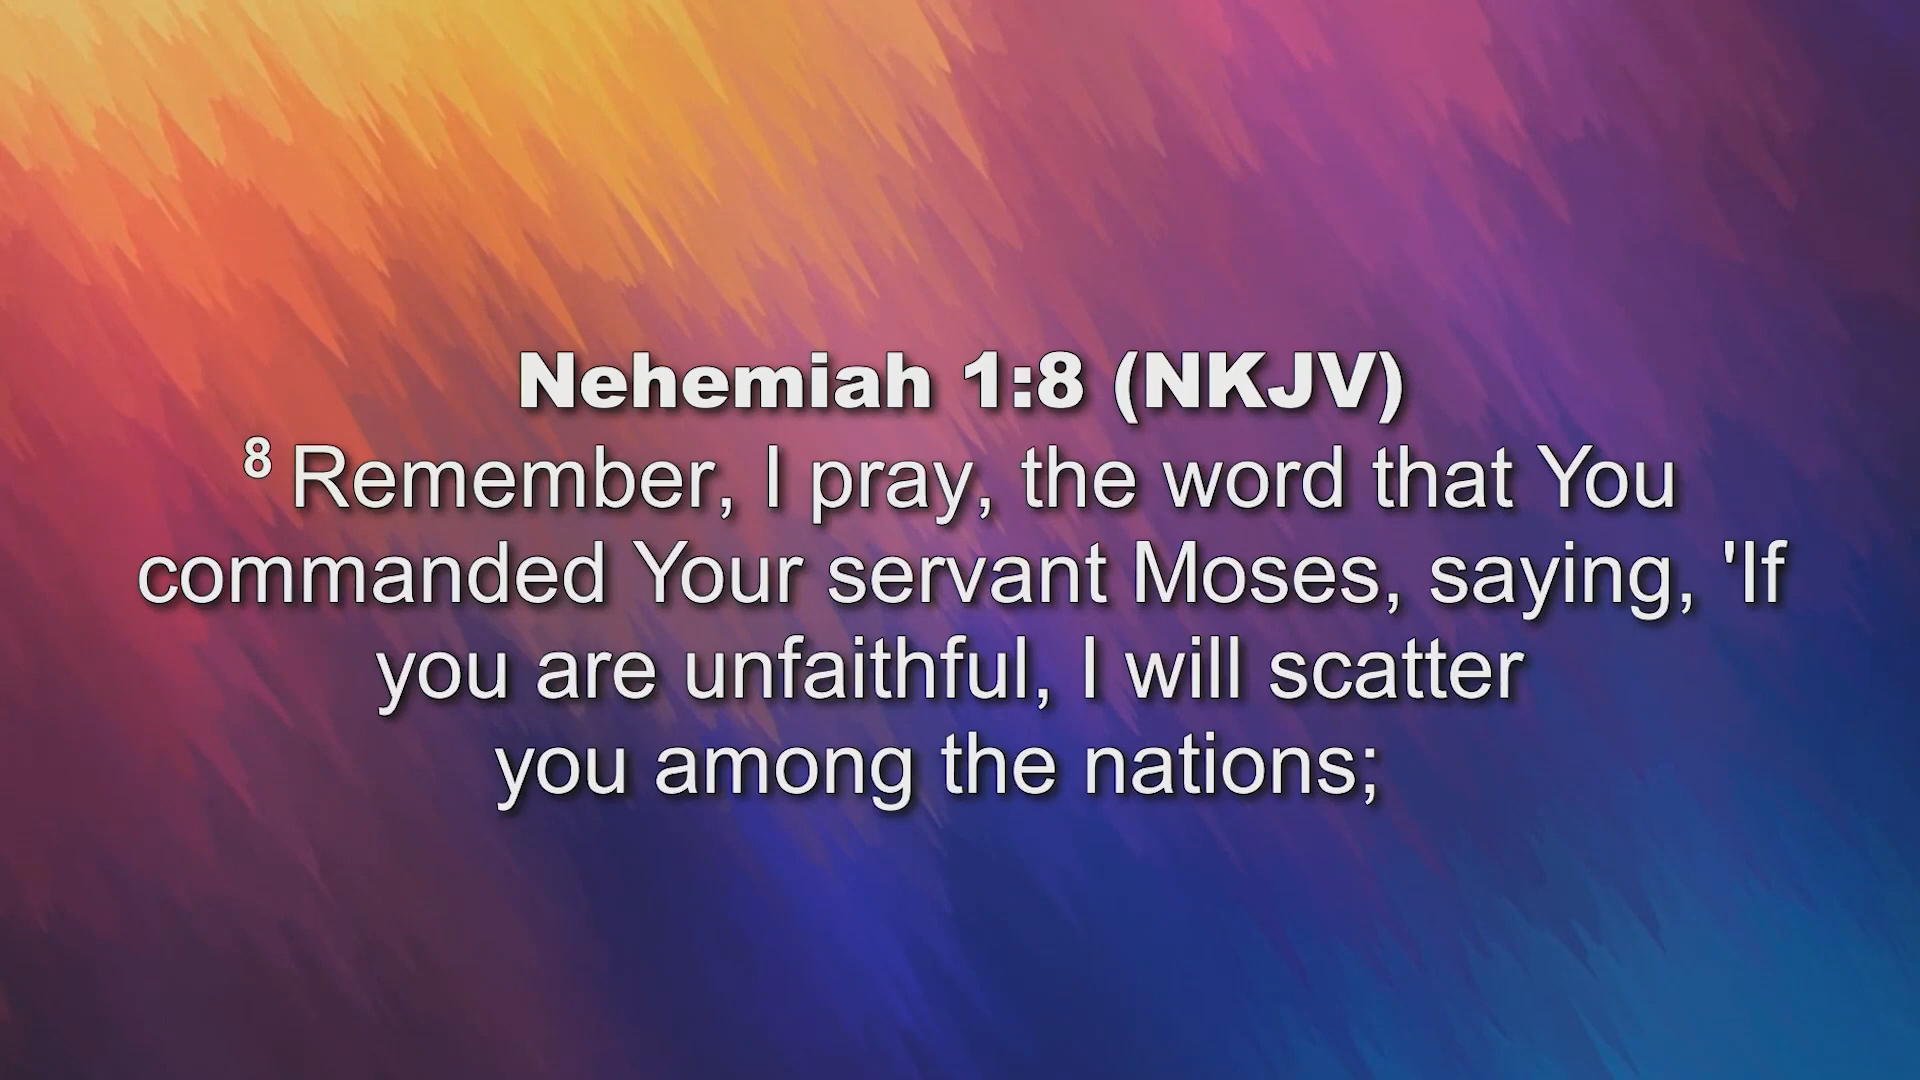 Nehemiah 1:8 (NKJV)
8 Remember, I pray, the word that You
commanded Your servant Moses, saying, 'If
you are unfaithful, I will scatter
you among the nations;